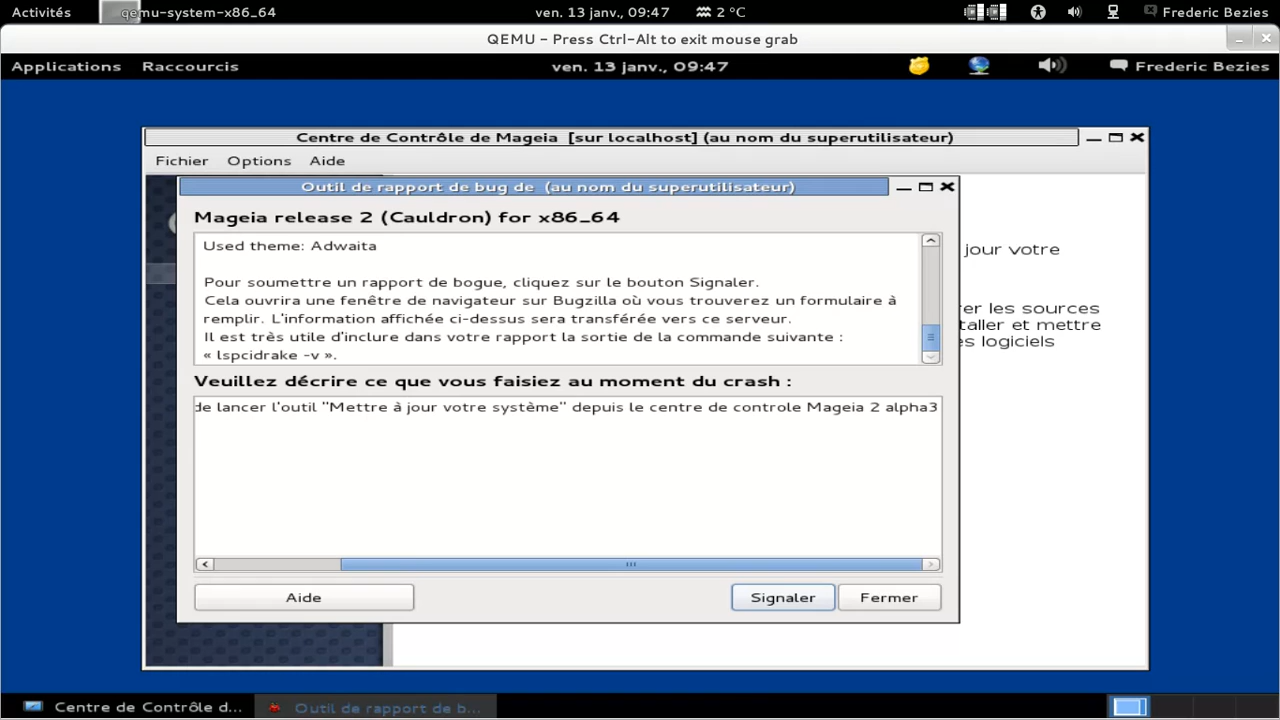 Activités qemu-system-x86_64 ven. 13 janv., 09:47 2 °C Frederic Bezies
QEMU - Press Ctrl-Alt to exit mouse grab
Applications Raccourcis ven. 13 janv., 09:47 Frederic Bezies
Centre de Contrôle de Mageia [sur localhost] (au nom du superutilisateur)
Fichier Options Aide
Outil de rapport de bug de (au nom du superutilisateur)
Mageia release 2 (Cauldron) for x86_64
Used theme: Adwaita
jour votre
Pour soumettre un rapport de bogue, cliquez sur le bouton Signaler.
Cela ouvrira une fenêtre de navigateur sur Bugzilla où vous trouverez un formulaire à
remplir. L'information affichée ci-dessus sera transférée vers ce serveur.
Il est très utile d'inclure dans votre rapport la sortie de la commande suivante :
« lspcidrake -v ».
rer les sources
taller et mettre
es logiciels
Veuillez décrire ce que vous faisiez au moment du crash :
de lancer l'outil "Mettre à jour votre système" depuis le centre de controle Mageia 2 alpha3
Aide Signaler Fermer
Centre de Contrôle d... Outil de rapport de b...